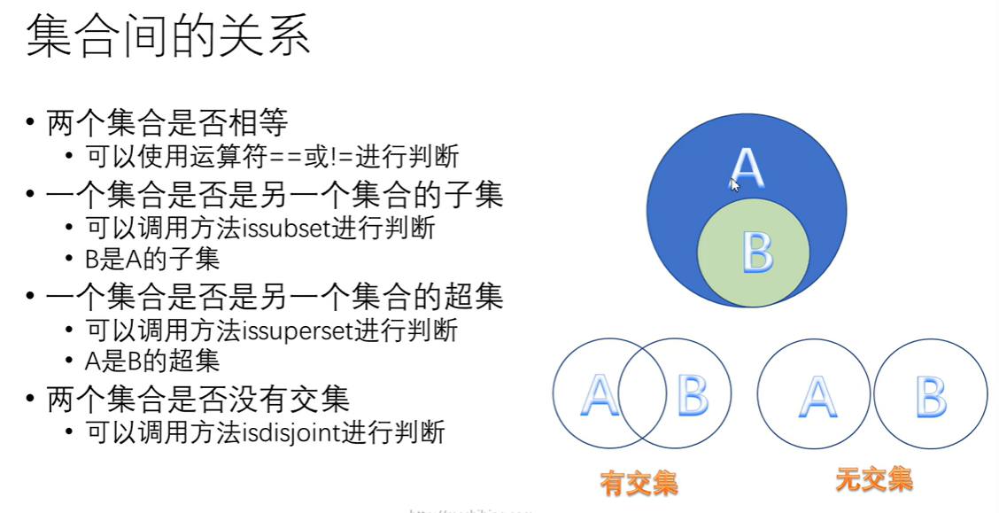 集合间的关系
• 两个集合是否相等
• 可以使用运算符==或!=进行判断
• 一个集合是否是另一个集合的子集
• 可以调用方法issubset进行判断
• B是A的子集
• 一个集合是否是另一个集合的超集
• 可以调用方法issuperset进行判断
• A是B的超集
• 两个集合是否没有交集
• 可以调用方法isdisjoint进行判断
A
B
A B
A B
有交集
无交集